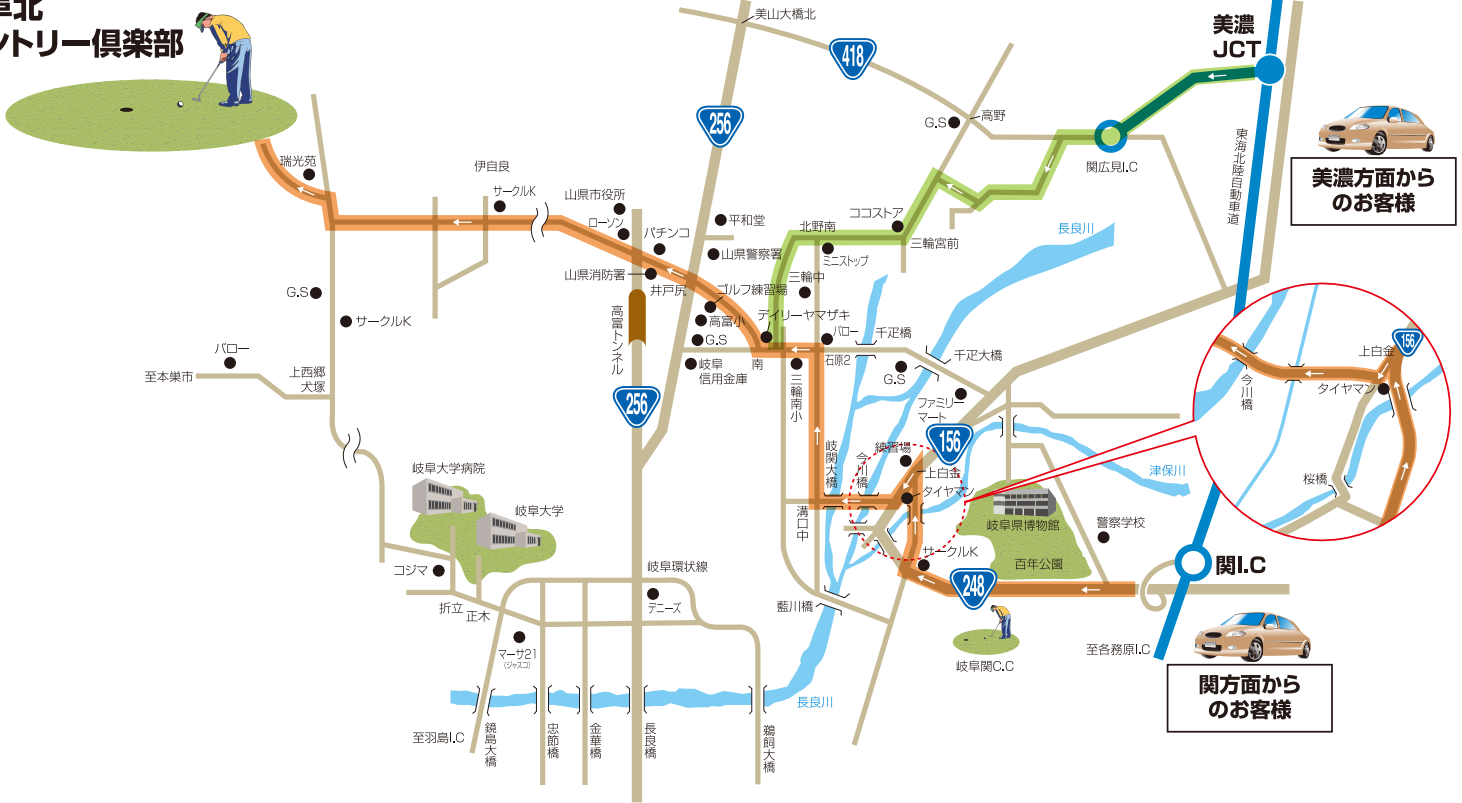 阜北
ントリー倶楽部
美山大橋北
418
美濃
JCT
256
G.S
高野
関広見I.C
東海北陸自動車道
美濃方面から
のお客様
瑞光苑
伊自良
サークルK
山県市役所
ローソン
パチンコ
平和堂
山県警察署
北野南
ココストア
三輪宮前
ミニストップ
長良川
山県消防署
井戸尻
ゴルフ練習場
三輪中
G.S
サークルK
高富トンネル
高富小
デイリーヤマザキ
G.S
バロー
千疋橋
石原2
千疋大橋
バロー
至本巣市
上西郷
犬塚
岐阜
信用金庫
南
三輪南小
G.S
ファミリー
マート
256
156
上白金
156
タイヤマン
今川橋
桜橋
練習場
上白金
タイヤマン
岐関大橋
今川橋
津保川
岐阜大学病院
岐阜大学
溝口中
岐阜県博物館
警察学校
サークルK
百年公園
関I.C
コジマ
岐阜環状線
デニーズ
248
折立
正木
藍川橋
マーサ21
(ジャスコ)
岐阜関C.C
至各務原I.C
関方面から
のお客様
長良川
至羽島I.C
鏡島大橋
忠節橋
金華橋
長良橋
鵜飼大橋